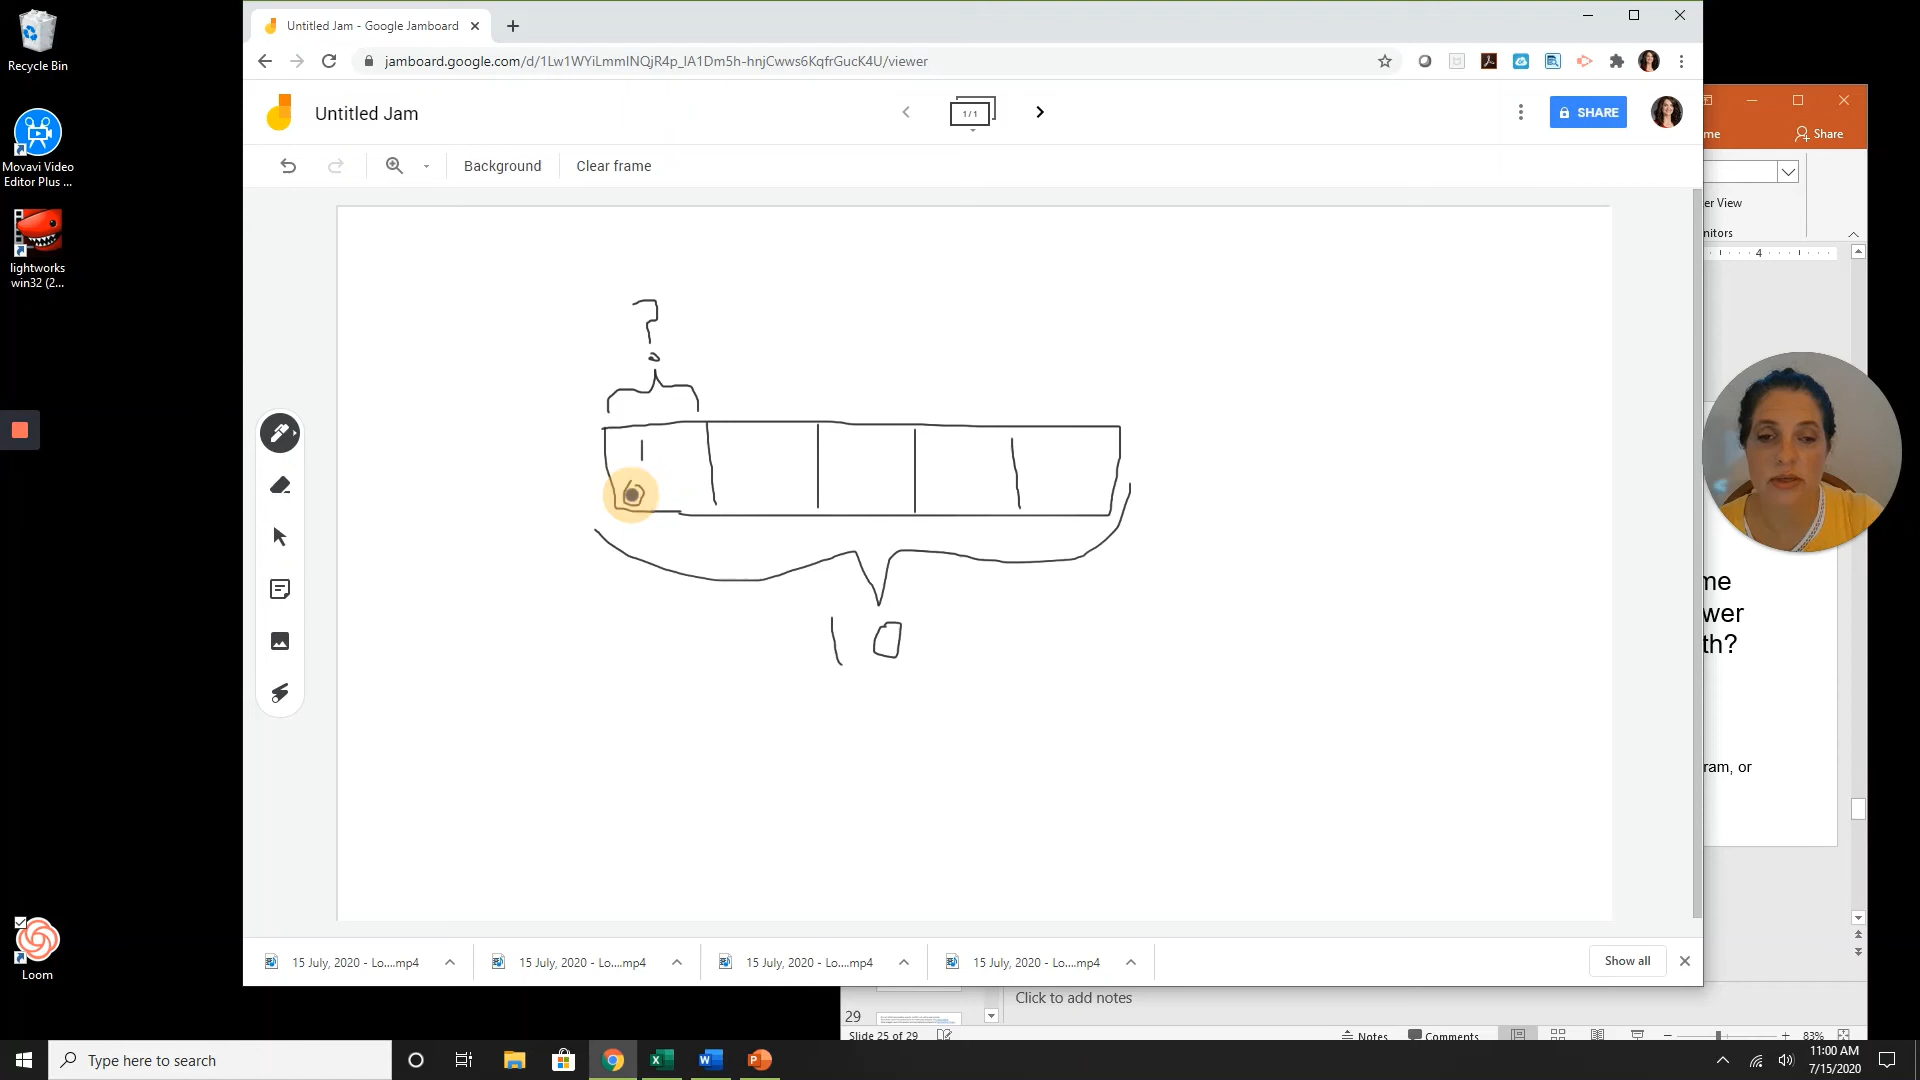 Recycle Bin
Movavi Video
Editor Plus ...
lightworks
win32 (2...
Loom
Untitled Jam - Google Jamboard
jamboard.google.com/d/1Lw1WYiLmmINQjR4p_IA1Dm5h-hnjCwws6KqfrGucK4U/viewer
Untitled Jam
1/1
SHARE
Background
Clear frame
?
1
6
10
me
Share
er View
nitors
4
me
wer
th?
ram, or
15 July, 2020 - Lo....mp4
15 July, 2020 - Lo....mp4
15 July, 2020 - Lo....mp4
15 July, 2020 - Lo....mp4
Show all
Click to add notes
29
Slide 25 of 29
Notes
Comments
83%
Type here to search
11:00 AM
7/15/2020